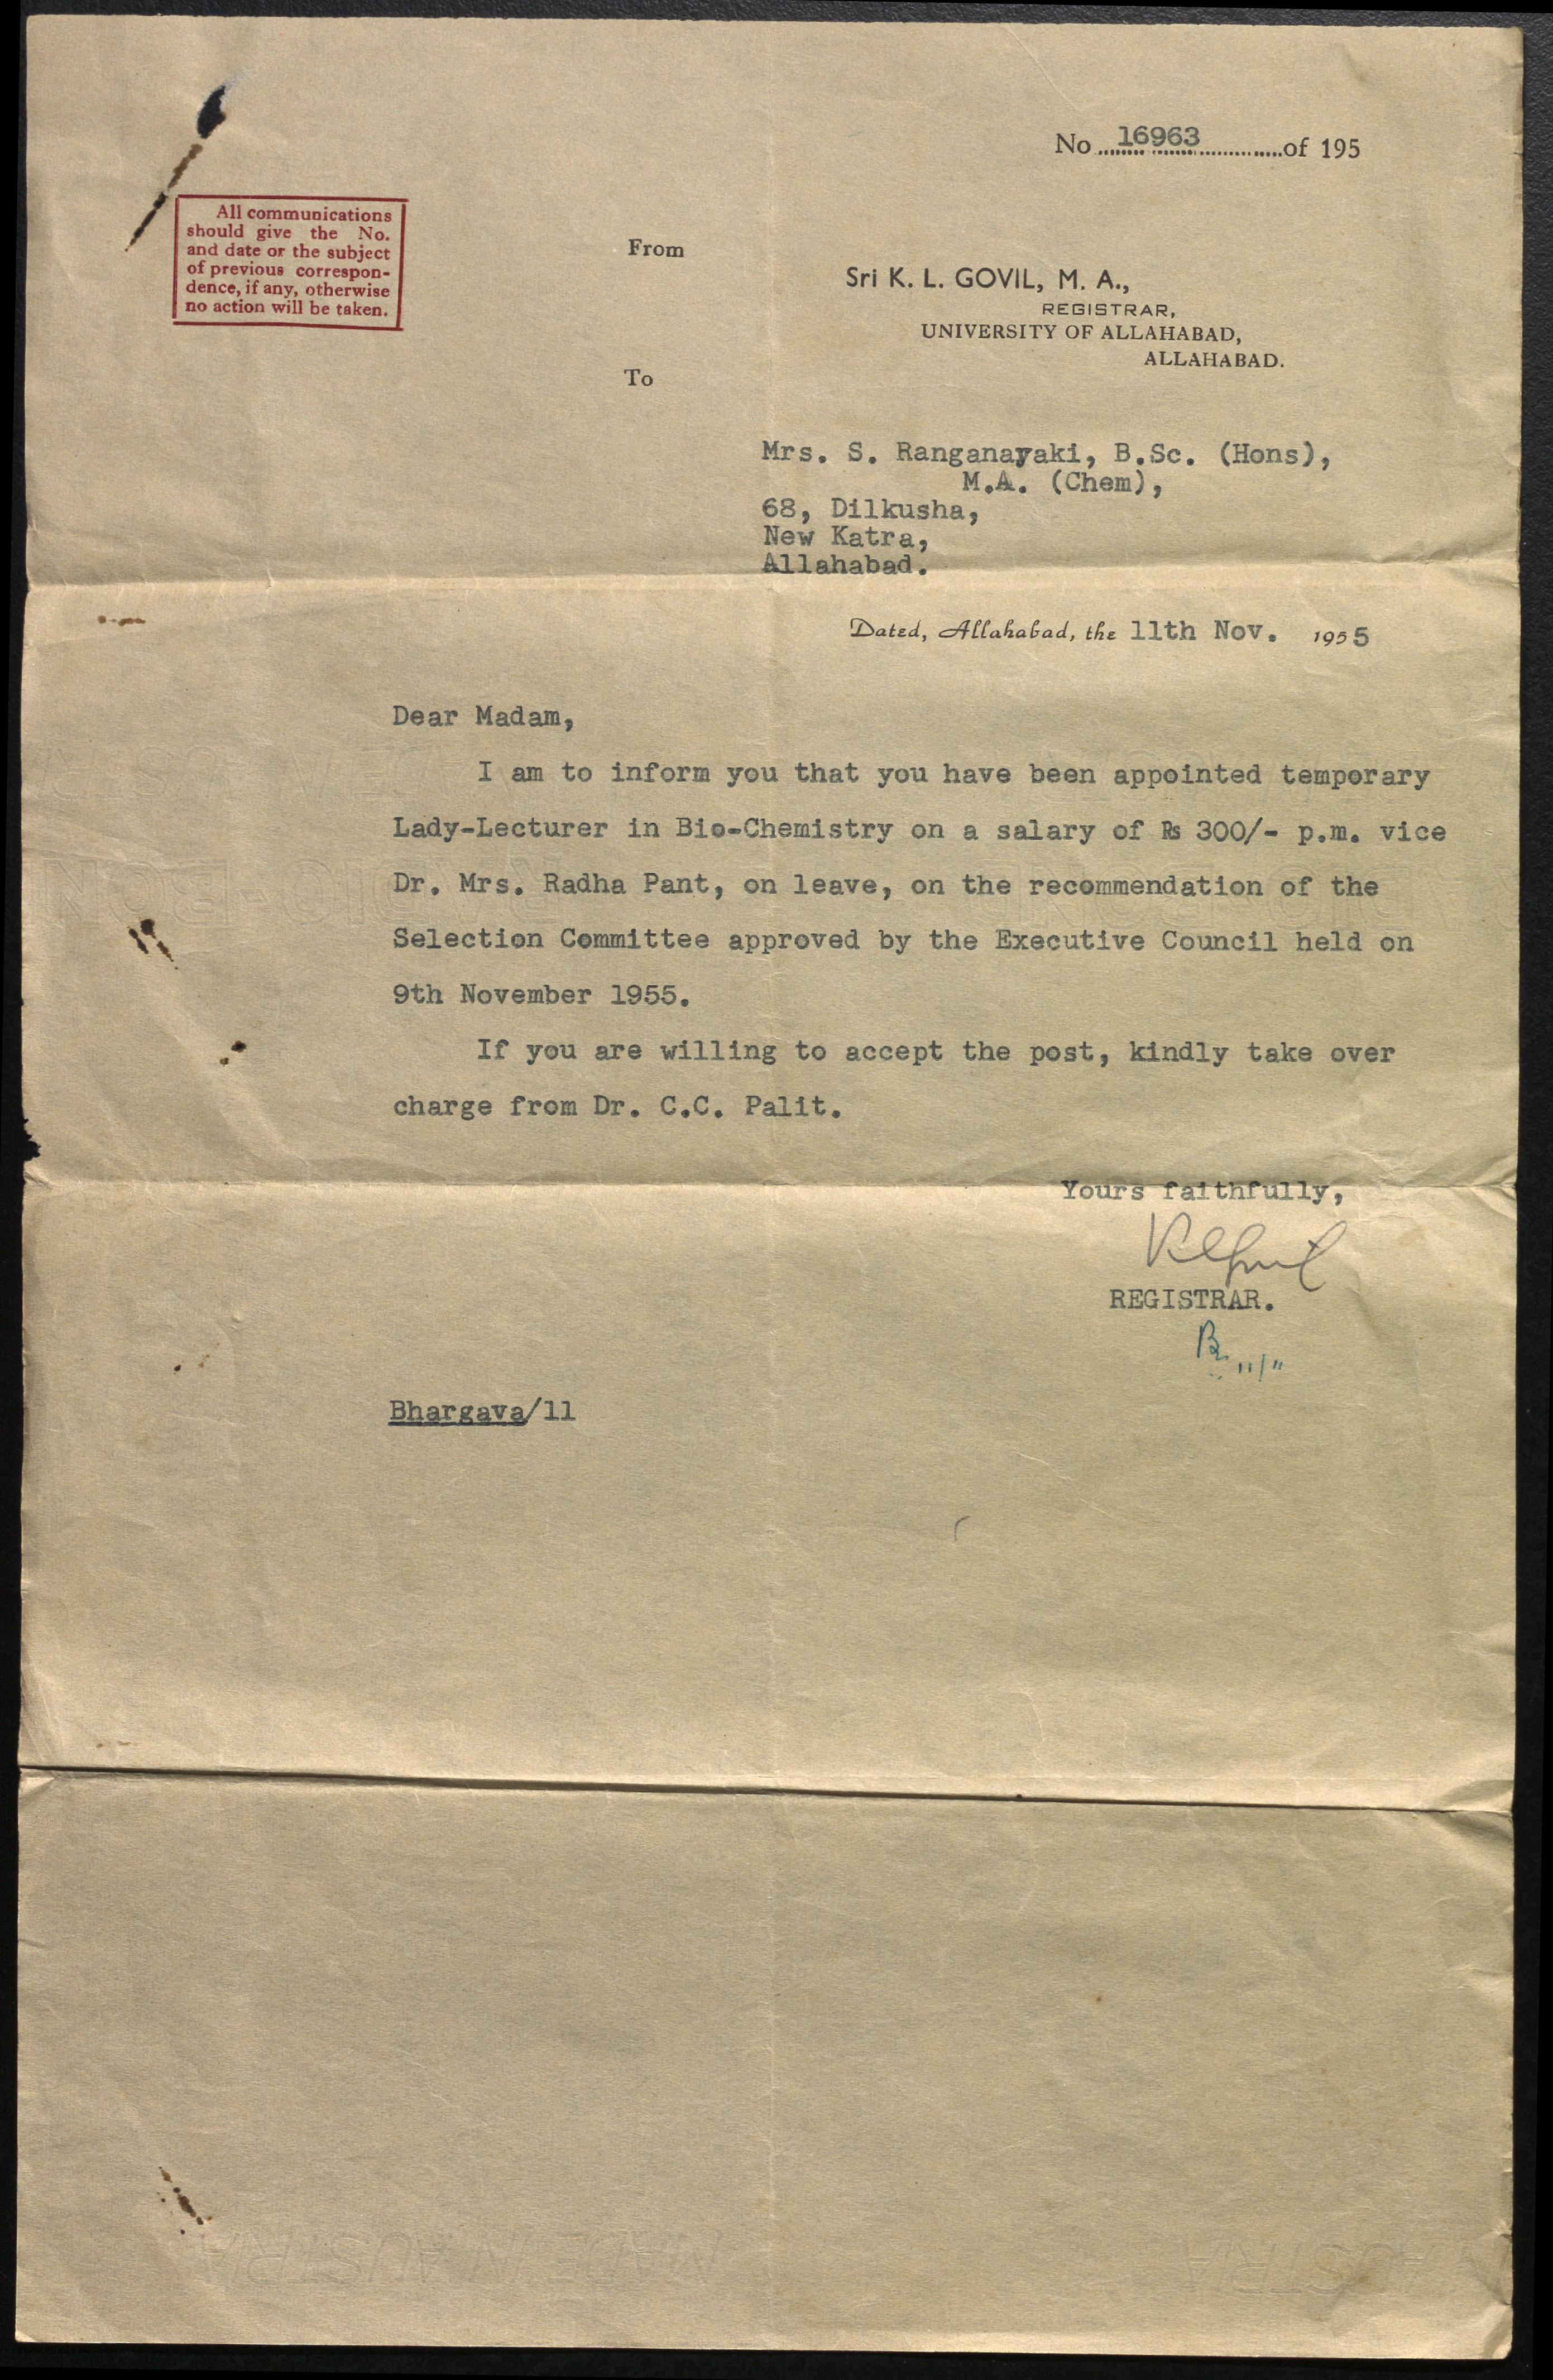 No 16963 of 195
All communications
should give the No.
and date or the subject
of previous correspon-
dence, if any, otherwise
no action will be taken.
From
Sri K. L. GOVIL, M. A.,
REGISTRAR,
UNIVERSITY OF ALLAHABAD,
ALLAHABAD.
To
Mrs. S. Ranganayaki, B.Sc. (Hons),
M.A. (Chem),
68, Dilkusha,
New Katra,
Allahabad.
Dated, Allahabad, the 11th Nov. 1955
Dear Madam,
I am to inform you that you have been appointed temporary
Lady-Lecturer in Bio-Chemistry on a salary of Rs 300/- p.m. vice
Dr. Mrs. Radha Pant, on leave, on the recommendation of the
Selection Committee approved by the Executive Council held on
9th November 1955.
If you are willing to accept the post, kindly take over
charge from Dr. C.C. Palit.
Yours faithfully,
REGISTRAR.
11/11
Bhargava/11
MADE IN AUSTRIA
AUSTRIA